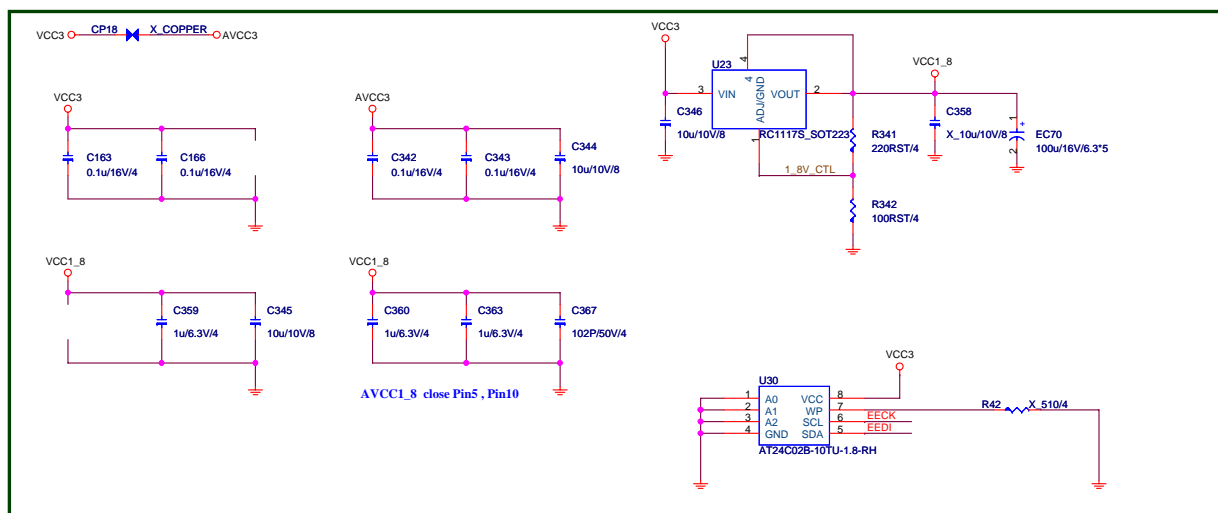 VCC3 CP18 X_COPPER AVCC3
VCC3
C163
0.1u/16V/4
C166
0.1u/16V/4
AVCC3
C342
0.1u/16V/4
C343
0.1u/16V/4
C344
10u/10V/8
VCC1_8
C359
1u/6.3V/4
C345
10u/10V/8
VCC1_8
C360
1u/6.3V/4
C363
1u/6.3V/4
C367
102P/50V/4
AVCC1_8 close Pin5 , Pin10
VCC3
U23
4
4
3 VIN VOUT 2
ADJ/GND
1
RC1117S_SOT223
C346
10u/10V/8
1_8V_CTL
R341
220RST/4
R342
100RST/4
VCC1_8
C358
X_10u/10V/8
1
+
2
EC70
100u/16V/6.3*5
VCC3
U30
1 A0 VCC 8
2 A1 WP 7
3 A2 SCL 6 EECK
4 GND SDA 5 EEDI
AT24C02B-10TU-1.8-RH
R42 X_510/4